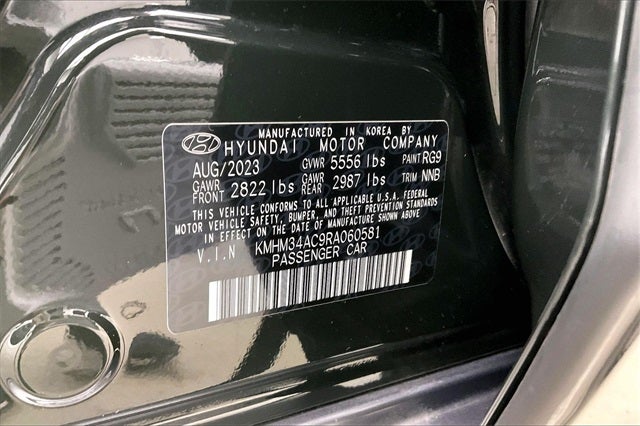 MANUFACTURED IN KOREA BY
HYUNDAI MOTOR COMPANY
AUG/2023 GVWR 5556 lbs PAINT RG9
GAWR FRONT 2822 lbs GAWR REAR 2987 lbs TRIM NNB
THIS VEHICLE CONFORMS TO ALL APPLICABLE U.S.A. FEDERAL
MOTOR VEHICLE SAFETY, BUMPER, AND THEFT PREVENTION STANDARDS
IN EFFECT ON THE DATE OF MANUFACTURE SHOWN ABOVE
V.I.N KMHM34AC9RA060581
PASSENGER CAR